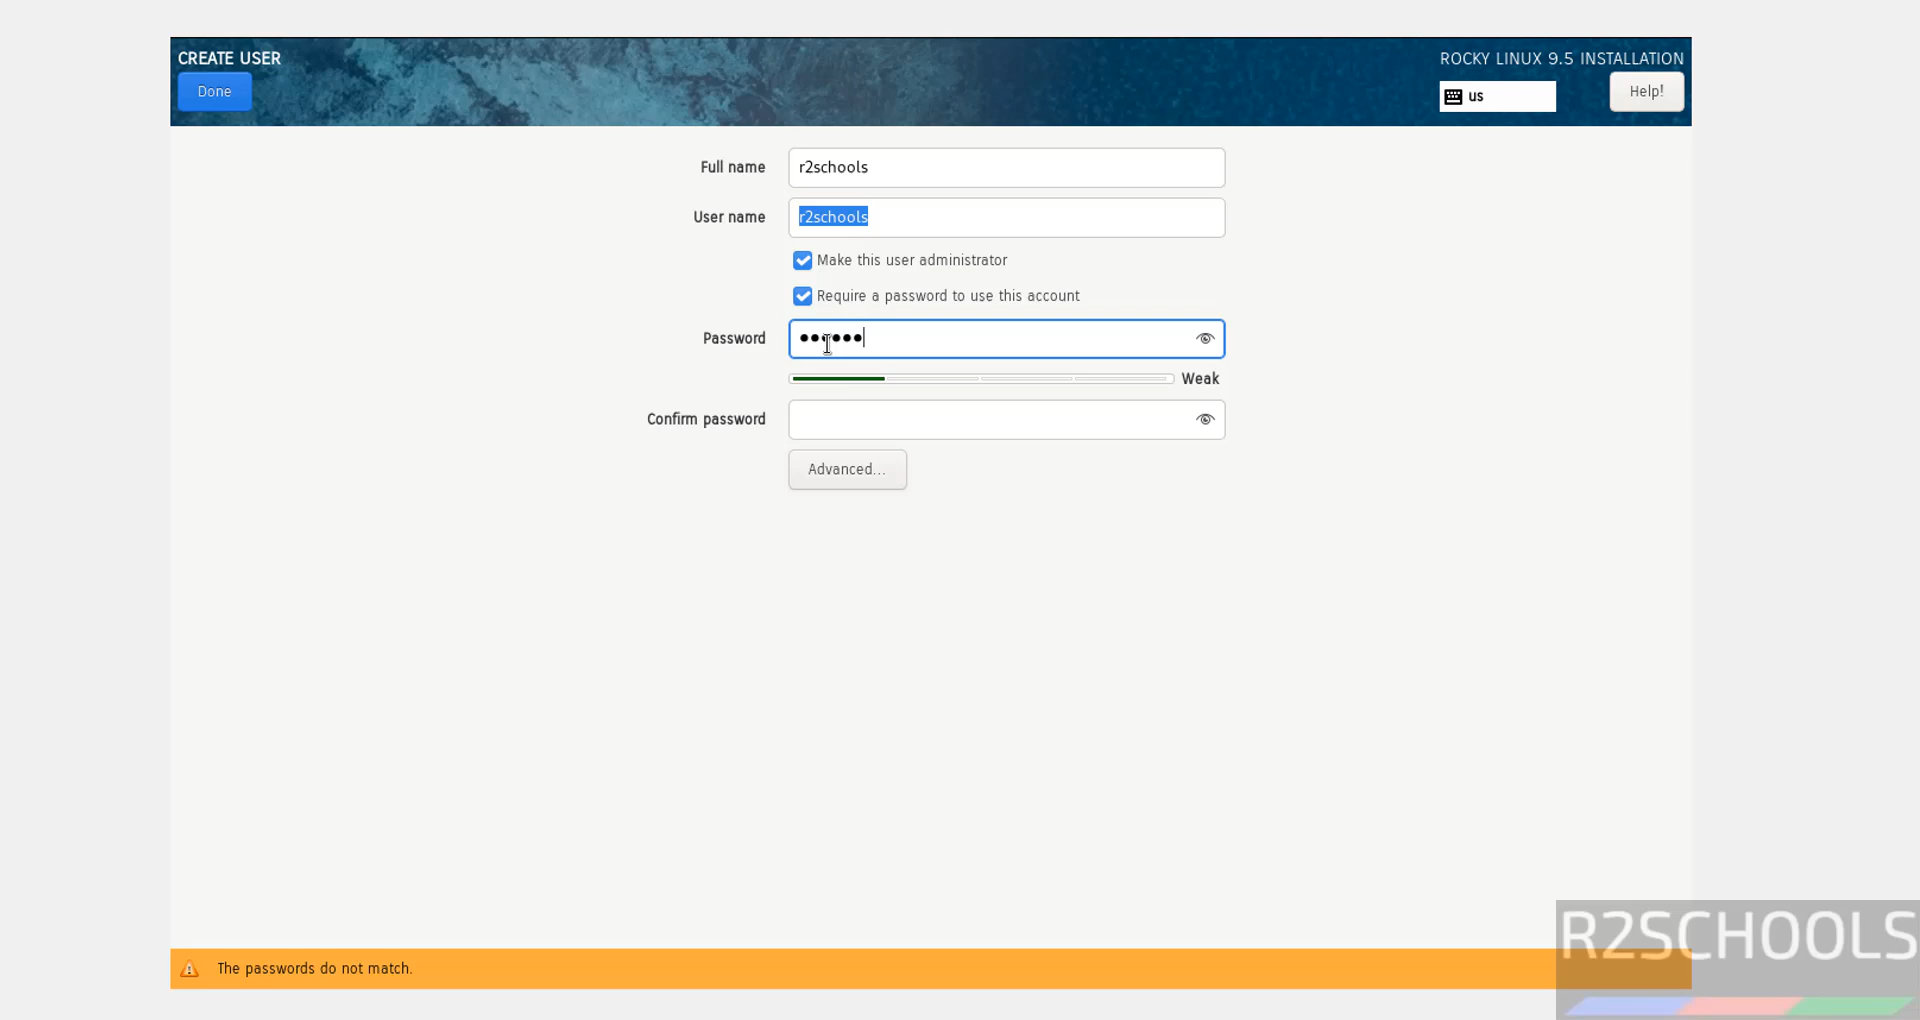 CREATE USER
ROCKY LINUX 9.5 INSTALLATION
Done
us
Help!
Full name
r2schools
User name
r2schools
Make this user administrator
Require a password to use this account
Password
●●●●●●
Weak
Confirm password
Advanced...
The passwords do not match.
R2SCHOOLS